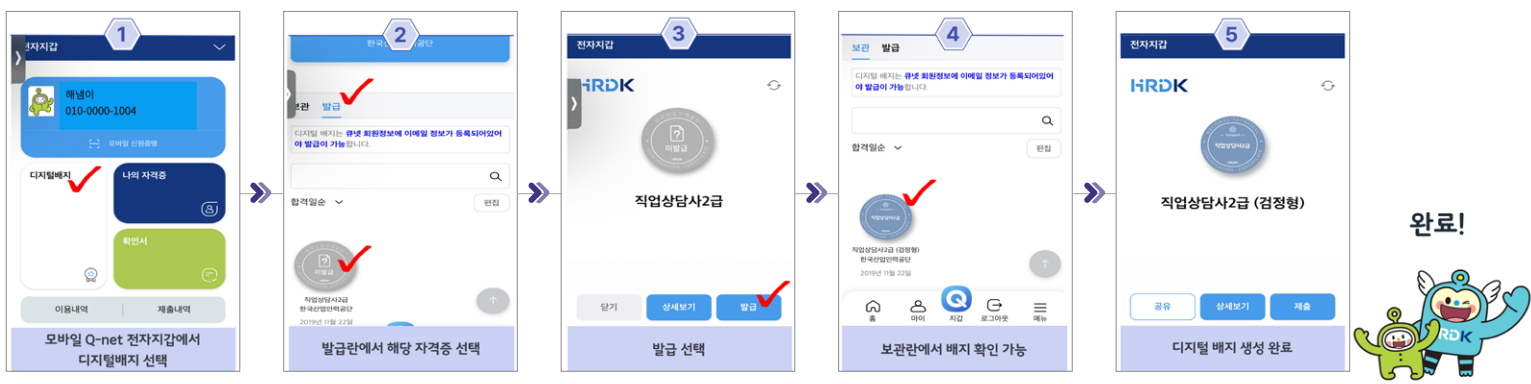 1
전자지갑
해냄이
010-0000-1004
모바일 신원증명
디지털배지
나의 자격증
확인서
이용내역
제출내역
모바일 Q-net 전자지갑에서
디지털배지 선택
2
한국산업인력공단
보관 발급
디지털 배지는 큐넷 회원정보에 이메일 정보가 등록되어있어
야 발급이 가능합니다.
합격일순
편집
미발급
직업상담사2급
한국산업인력공단
2019년 11월 22일
발급란에서 해당 자격증 선택
3
전자지갑
HRDK
미발급
직업상담사2급
닫기
상세보기
발급
발급 선택
4
보관 발급
디지털 배지는 큐넷 회원정보에 이메일 정보가 등록되어있어
야 발급이 가능합니다.
합격일순
편집
직업상담사2급
직업상담사2급 (검정형)
한국산업인력공단
2019년 11월 22일
홈
마이
Q
지갑
로그아웃
메뉴
보관란에서 배지 확인 가능
5
전자지갑
HRDK
직업상담사2급
직업상담사2급 (검정형)
공유
상세보기
제출
디지털 배지 생성 완료
완료!
RDK